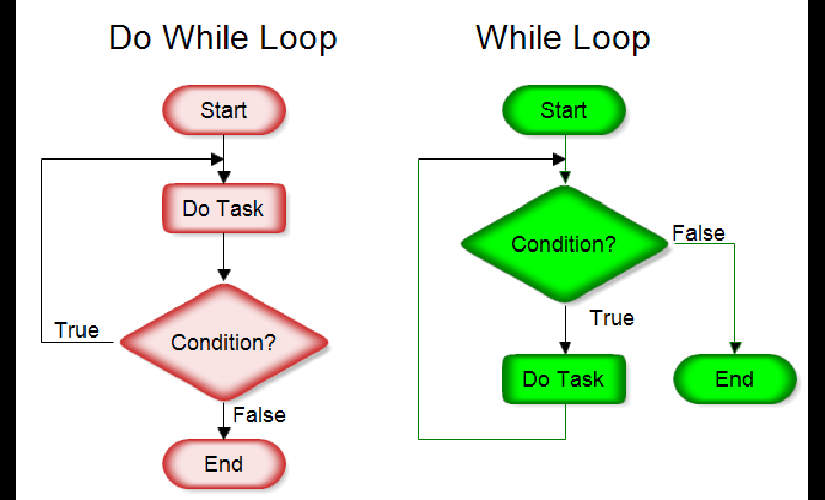 Do While Loop
Start
Do Task
True
Condition?
False
End
While Loop
Start
Condition?
False
True
Do Task
End